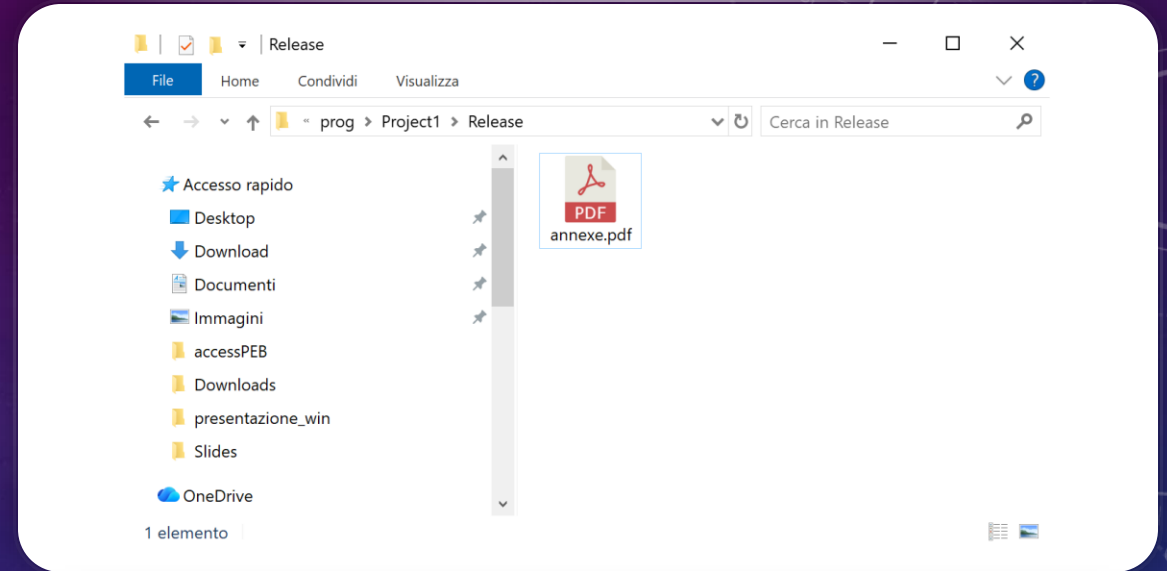 Release
File Home Condividi Visualizza
« prog > Project1 > Release
Cerca in Release
?
Accesso rapido
Desktop
Download
Documenti
Immagini
accessPEB
Downloads
presentazione_win
Slides
OneDrive
PDF
annexe.pdf
1 elemento